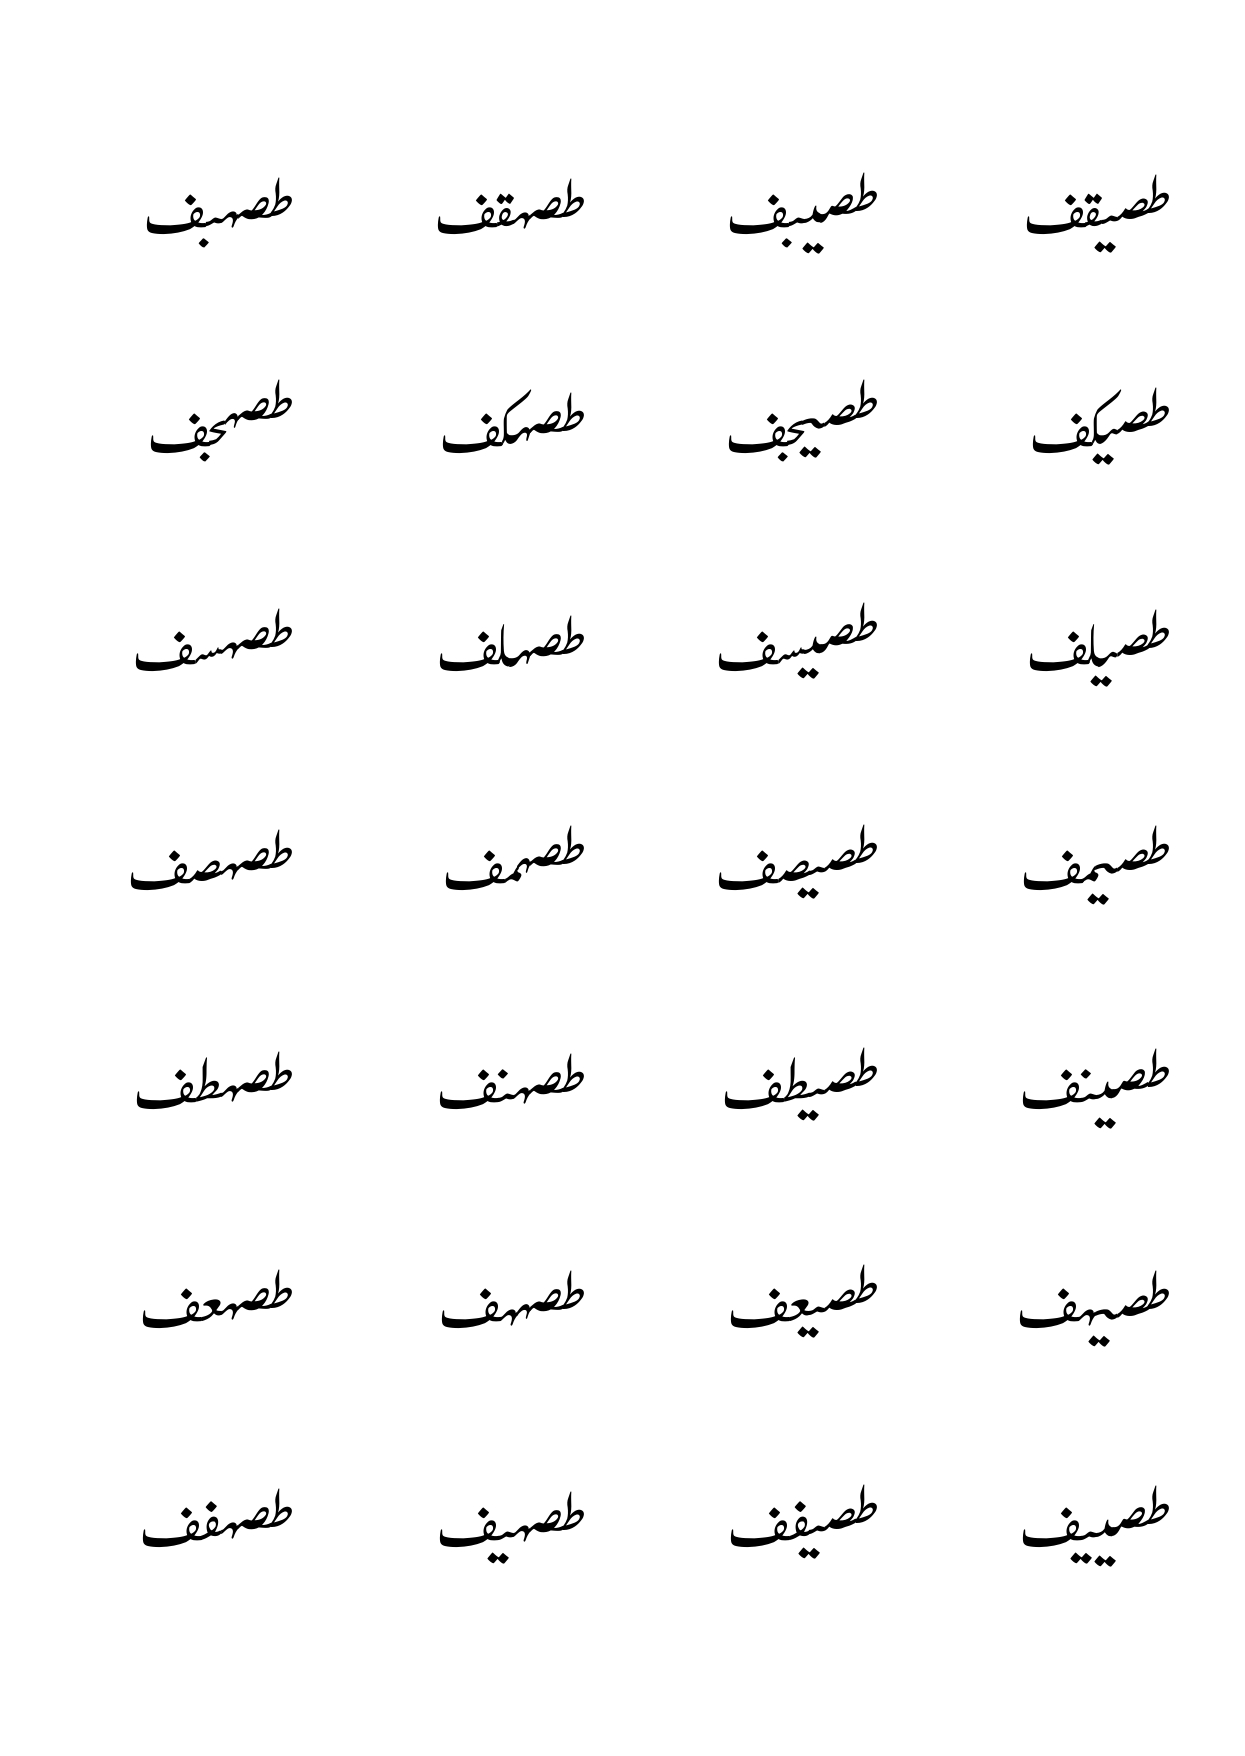 طصيقف طصيبف طصهقف طصهبف
طصيكف طصيجف طصهكف طصهجف
طصيلف طصيسف طصهلف طصهسف
طصيمف طصيصف طصهمف طصهصف
طصينف طصيطف طصهنف طصهطف
طصيهف طصيعف طصههف طصهعف
طصييف طصيفف طصهيف طصهفف